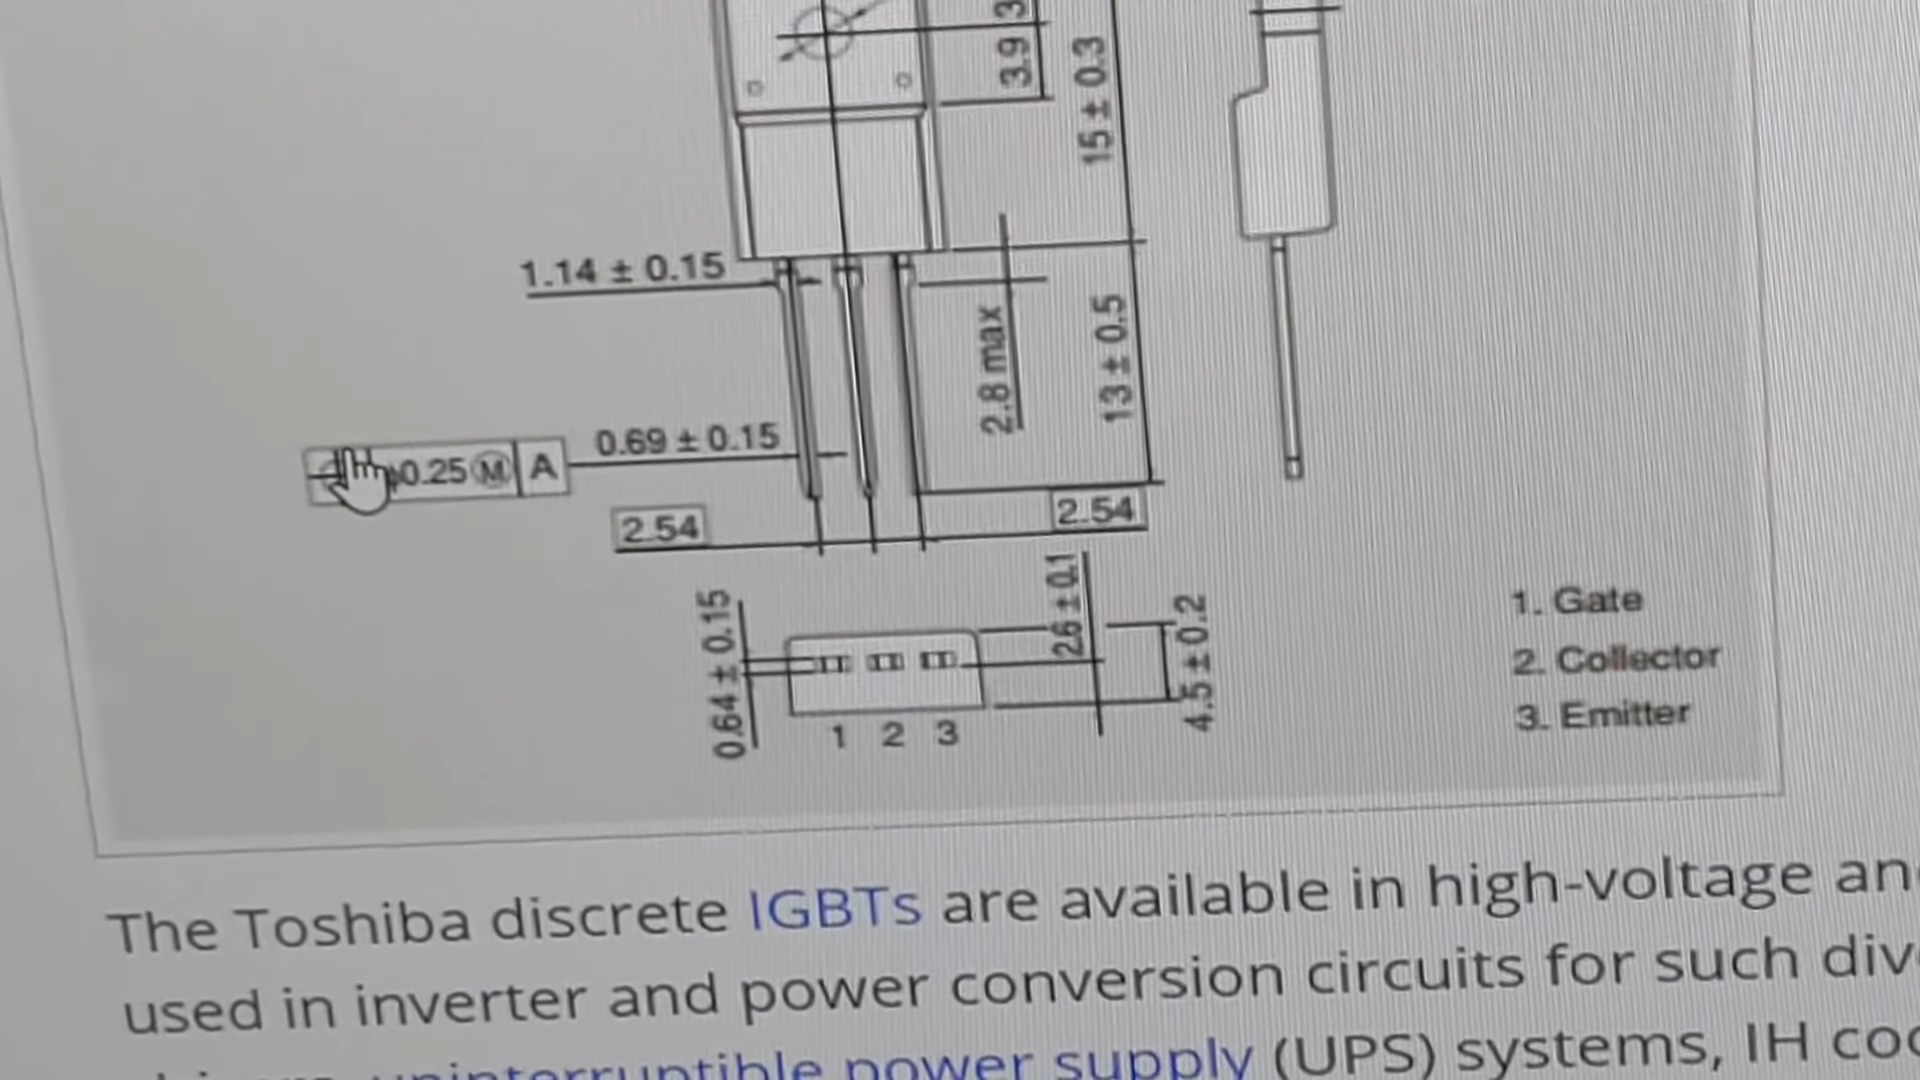 3.9
15 ± 0.3
1.14 ± 0.15
2.8 max
13 ± 0.5
0.69 ± 0.15
0.25 Ⓜ A
2.54
2.54
0.64 ± 0.15
2.6 ± 0.1
4.5 ± 0.2
1 2 3
1. Gate
2. Collector
3. Emitter
The Toshiba discrete IGBTs are available in high-voltage
used in inverter and power conversion circuits for such
uninterruptible power supply (UPS) systems, IH